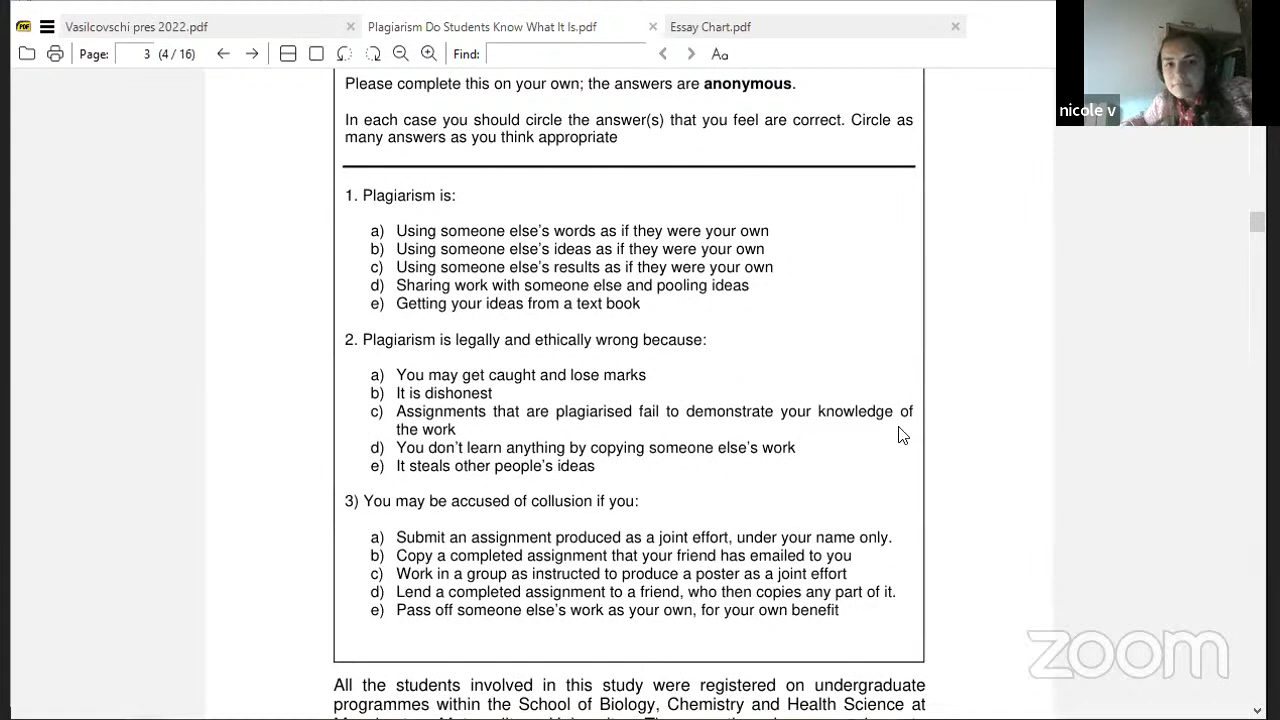 Vasilcovschi pres 2022.pdf
Plagiarism Do Students Know What It Is.pdf
Essay Chart.pdf
Page: 3 (4 / 16) Find: Aa
nicole v
Please complete this on your own; the answers are anonymous.
In each case you should circle the answer(s) that you feel are correct. Circle as
many answers as you think appropriate
1. Plagiarism is:
a) Using someone else's words as if they were your own
b) Using someone else's ideas as if they were your own
c) Using someone else's results as if they were your own
d) Sharing work with someone else and pooling ideas
e) Getting your ideas from a text book
2. Plagiarism is legally and ethically wrong because:
a) You may get caught and lose marks
b) It is dishonest
c) Assignments that are plagiarised fail to demonstrate your knowledge of
the work
d) You don't learn anything by copying someone else's work
e) It steals other people's ideas
3) You may be accused of collusion if you:
a) Submit an assignment produced as a joint effort, under your name only.
b) Copy a completed assignment that your friend has emailed to you
c) Work in a group as instructed to produce a poster as a joint effort
d) Lend a completed assignment to a friend, who then copies any part of it.
e) Pass off someone else's work as your own, for your own benefit
zoom
All the students involved in this study were registered on undergraduate
programmes within the School of Biology, Chemistry and Health Science at